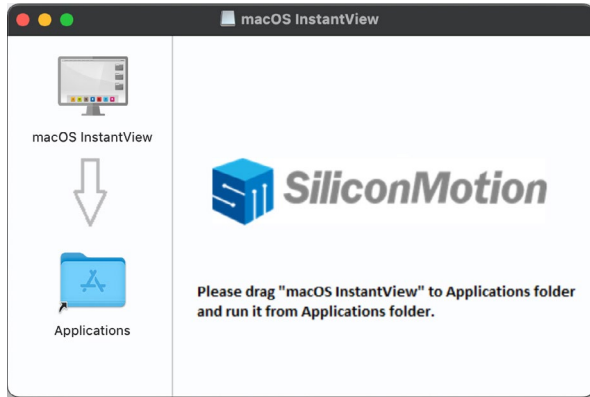 macOS InstantView
macOS InstantView
Applications
SiliconMotion
Please drag "macOS InstantView" to Applications folder
and run it from Applications folder.